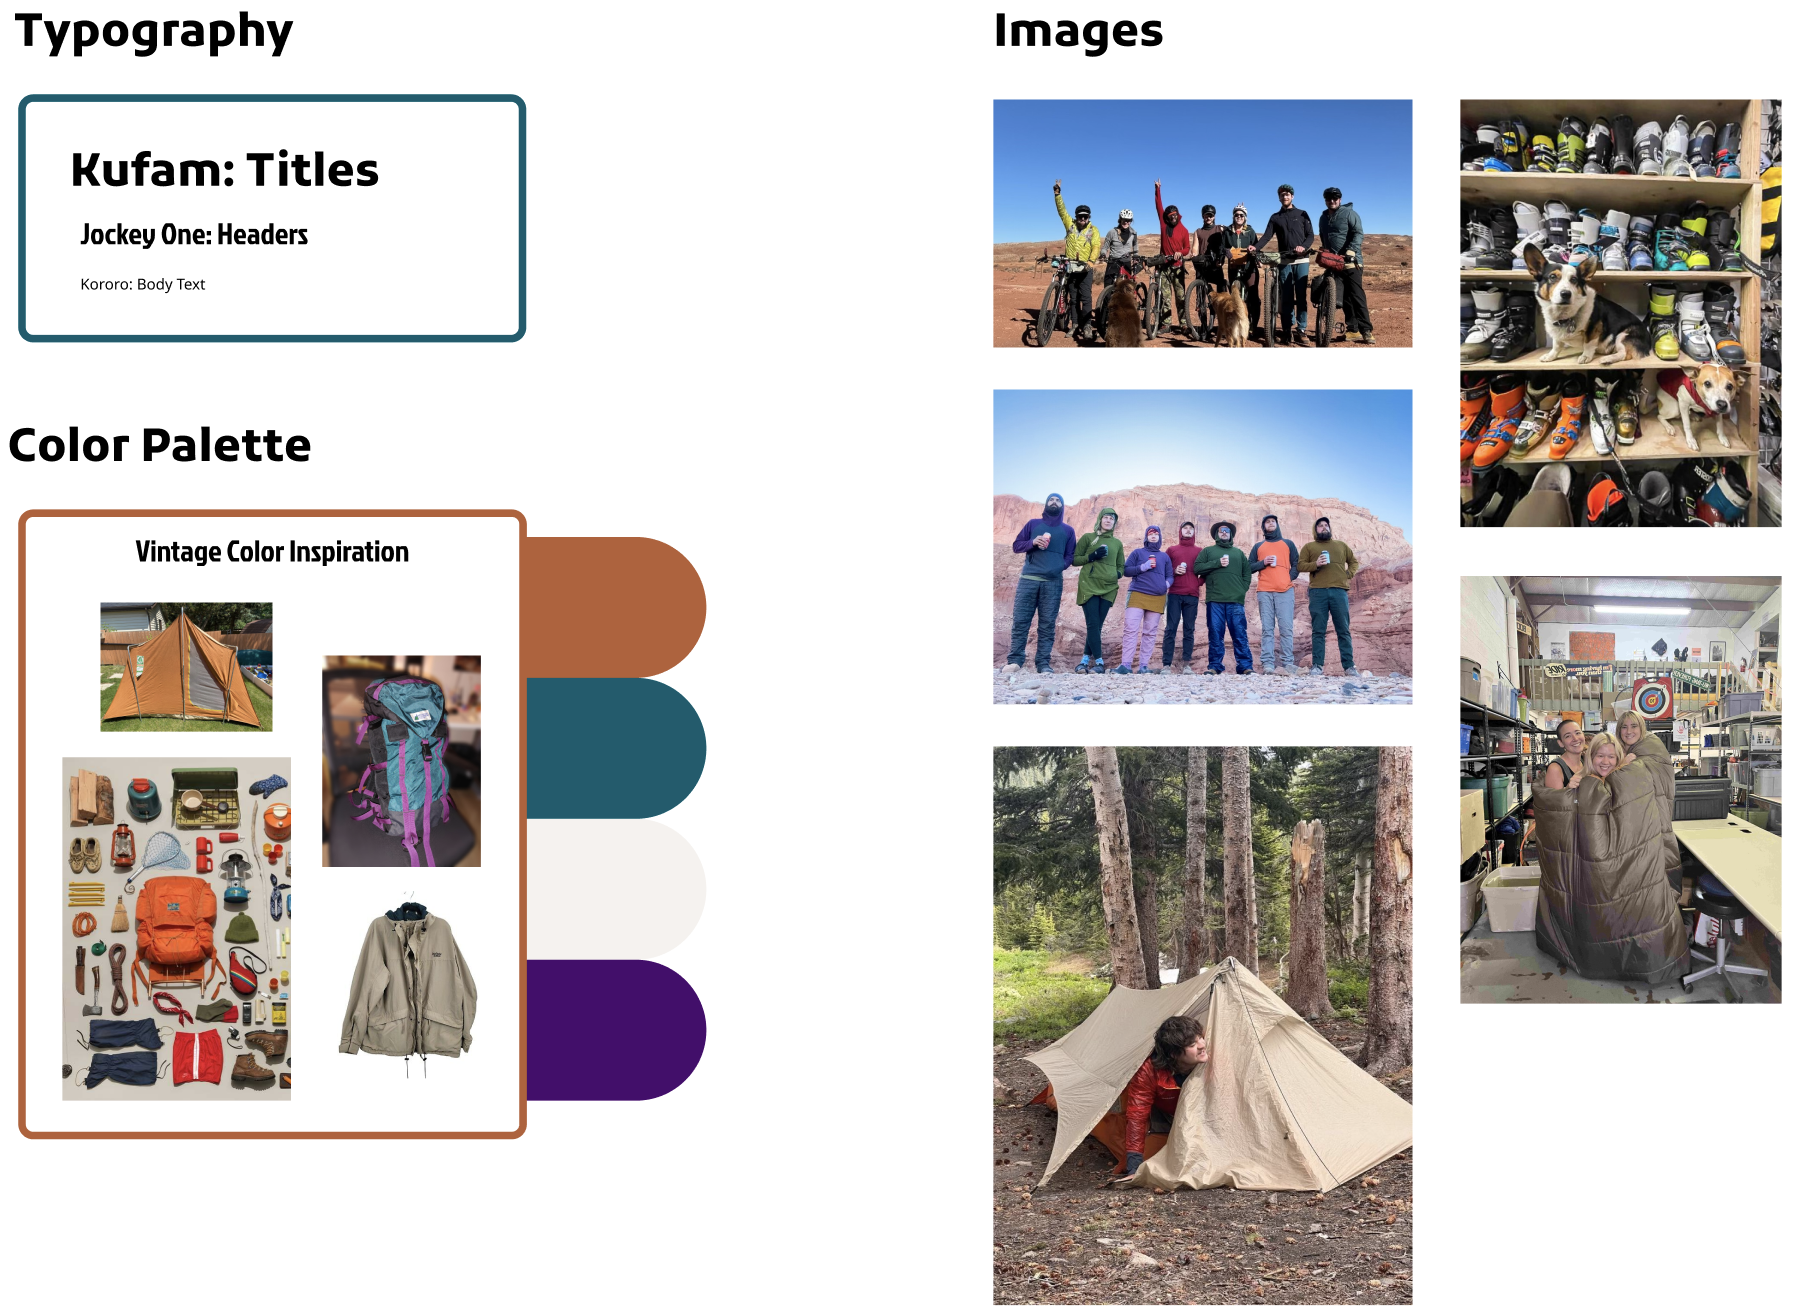 Typography
Kufam: Titles
Jockey One: Headers
Kororo: Body Text
Color Palette
Vintage Color Inspiration
Images